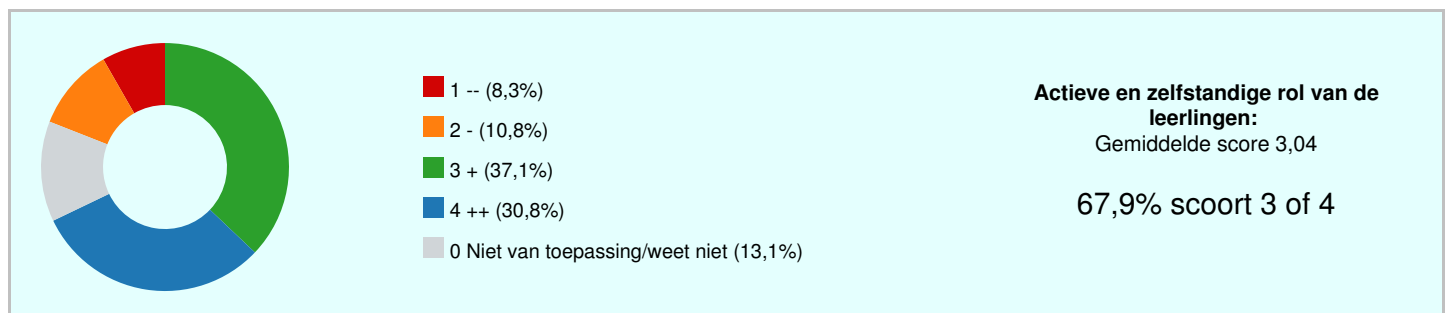 1 -- (8,3%)
2 - (10,8%)
3 + (37,1%)
4 ++ (30,8%)
0 Niet van toepassing/weet niet (13,1%)
Actieve en zelfstandige rol van de
leerlingen:
Gemiddelde score 3,04
67,9% scoort 3 of 4